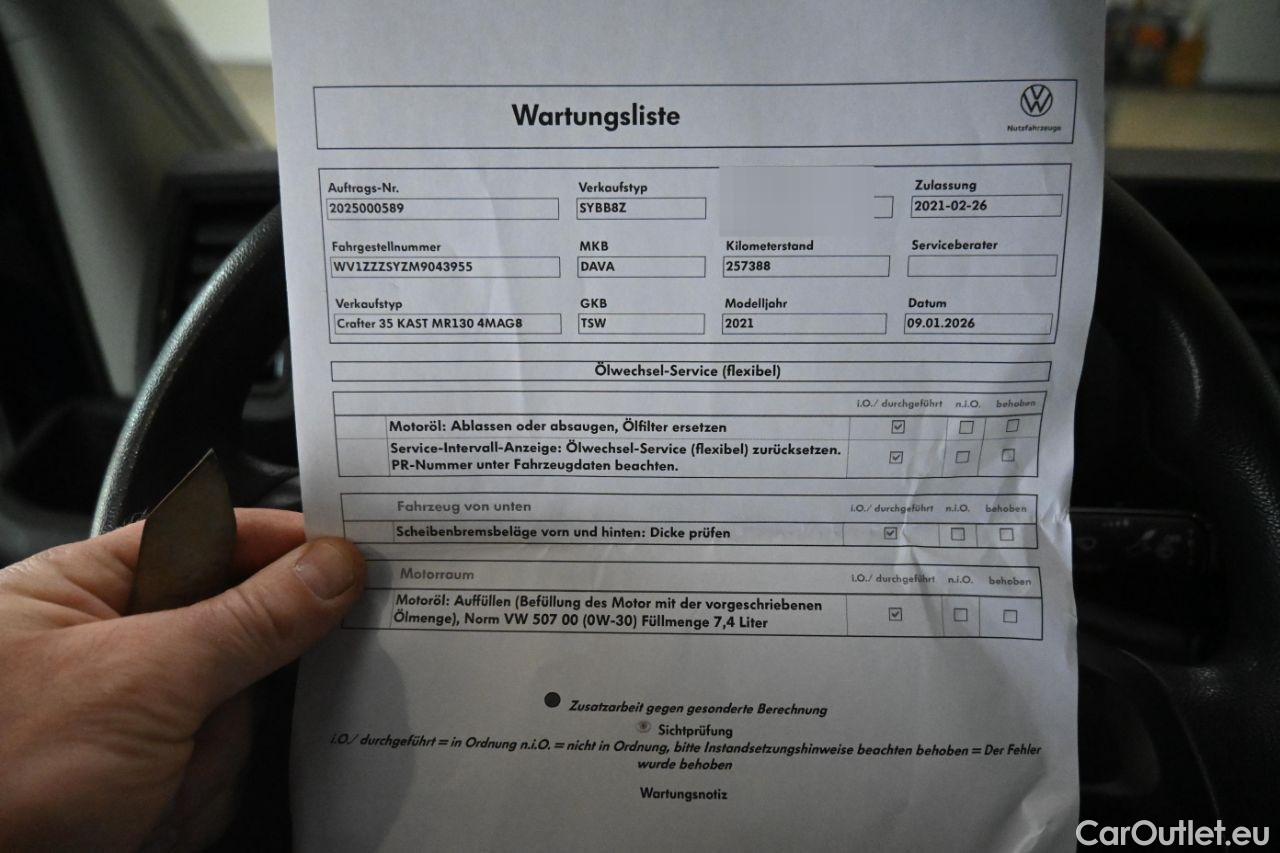 Wartungsliste
Nutzfahrzeuge
Auftrags-Nr. Verkaufstyp Zulassung
2025000589 SYBB8Z 2021-02-26
Fahrgestellnummer MKB Kilometerstand Serviceberater
WV1ZZZSYZM9043955 DAVA 257388
Verkaufstyp GKB Modelljahr Datum
Crafter 35 KAST MR130 4MAG8 TSW 2021 09.01.2026
Ölwechsel-Service (flexibel)
i.O./ durchgeführt n.i.O. behoben
Motoröl: Ablassen oder absaugen, Ölfilter ersetzen
Service-Intervall-Anzeige: Ölwechsel-Service (flexibel) zurücksetzen.
PR-Nummer unter Fahrzeugdaten beachten.
Fahrzeug von unten i.O./ durchgeführt n.i.O. behoben
Scheibenbremsbeläge vorn und hinten: Dicke prüfen
Motorraum i.O./ durchgeführt n.i.O. behoben
Motoröl: Auffüllen (Befüllung des Motor mit der vorgeschriebenen
Ölmenge), Norm VW 507 00 (0W-30) Füllmenge 7,4 Liter
Zusatzarbeit gegen gesonderte Berechnung
Sichtprüfung
i.O./ durchgeführt = in Ordnung n.i.O. = nicht in Ordnung, bitte Instandsetzungshinweise beachten behoben = Der Fehler
wurde behoben
Wartungsnotiz
CarOutlet.eu